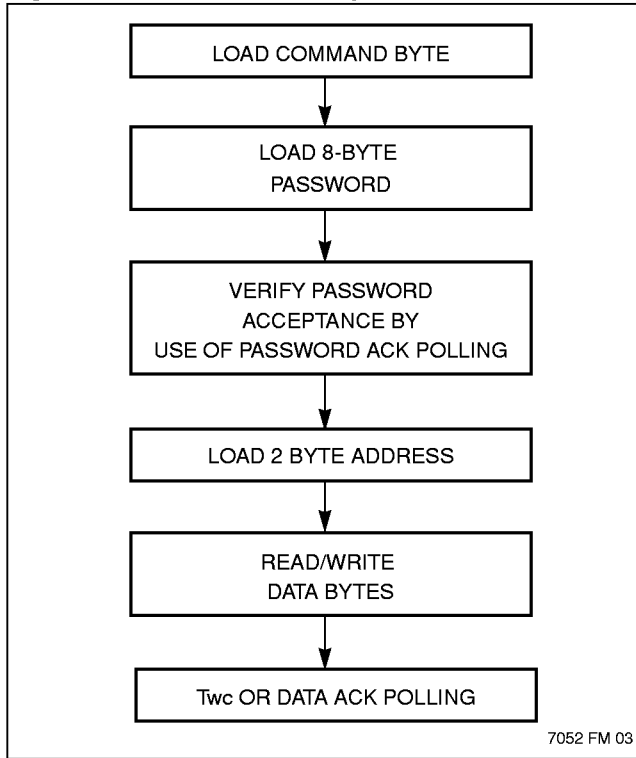 LOAD COMMAND BYTE
LOAD 8-BYTE
PASSWORD
VERIFY PASSWORD
ACCEPTANCE BY
USE OF PASSWORD ACK POLLING
LOAD 2 BYTE ADDRESS
READ/WRITE
DATA BYTES
Twc OR DATA ACK POLLING
7052 FM 03